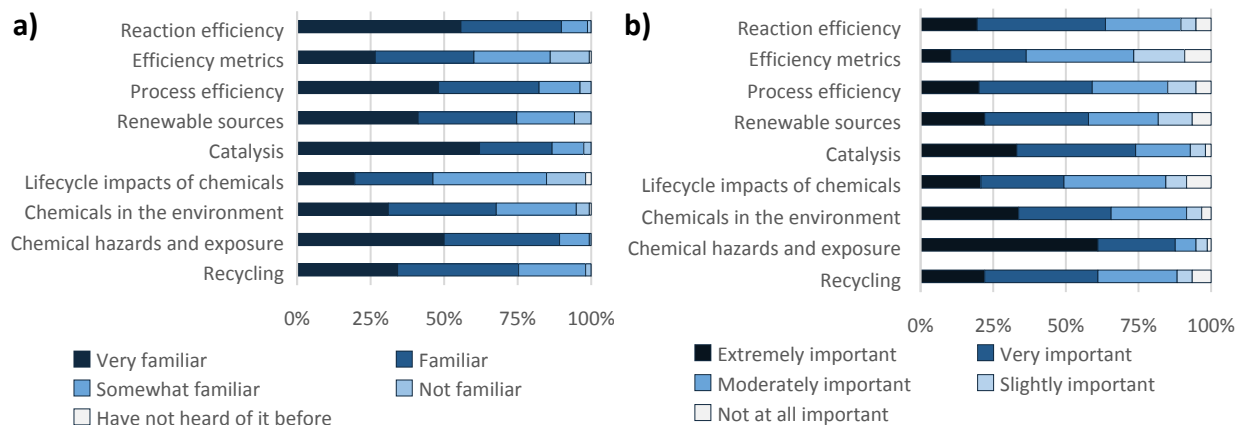 a)
Reaction efficiency
Efficiency metrics
Process efficiency
Renewable sources
Catalysis
Lifecycle impacts of chemicals
Chemicals in the environment
Chemical hazards and exposure
Recycling
0% 25% 50% 75% 100%
Very familiar Familiar
Somewhat familiar Not familiar
Have not heard of it before
b)
Reaction efficiency
Efficiency metrics
Process efficiency
Renewable sources
Catalysis
Lifecycle impacts of chemicals
Chemicals in the environment
Chemical hazards and exposure
Recycling
0% 25% 50% 75% 100%
Extremely important Very important
Moderately important Slightly important
Not at all important